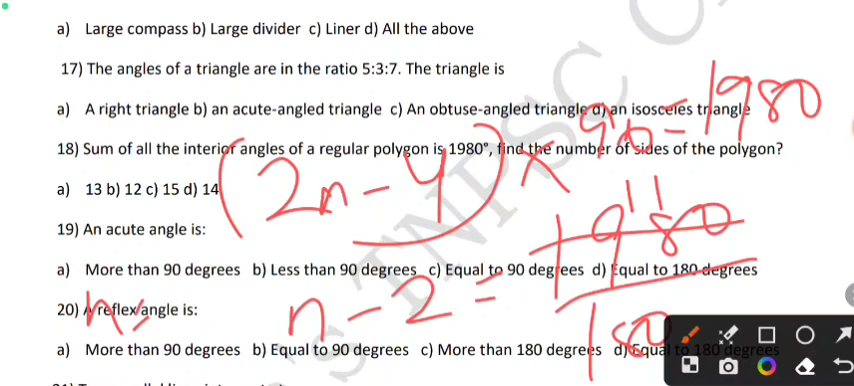 a) Large compass b) Large divider c) Liner d) All the above
17) The angles of a triangle are in the ratio 5:3:7. The triangle is
a) A right triangle b) an acute-angled triangle c) An obtuse-angled triangle d) an isosceles triangle
18) Sum of all the interior angles of a regular polygon is 1980°, find the number of sides of the polygon?
a) 13 b) 12 c) 15 d) 14
(2n-4) × 90 = 1980
19) An acute angle is:
a) More than 90 degrees b) Less than 90 degrees c) Equal to 90 degrees d) Equal to 180 degrees
n-2 = 1980
11
180
n=
20) A reflex angle is:
a) More than 90 degrees b) Equal to 90 degrees c) More than 180 degrees d) Equal to 180 degrees
TNPSC